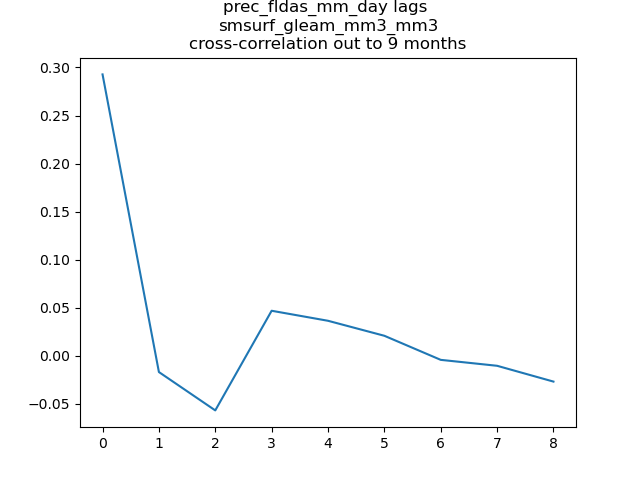 prec_fldas_mm_day lags
smsurf_gleam_mm3_mm3
cross-correlation out to 9 months
0.30
0.25
0.20
0.15
0.10
0.05
0.00
−0.05
0 1 2 3 4 5 6 7 8